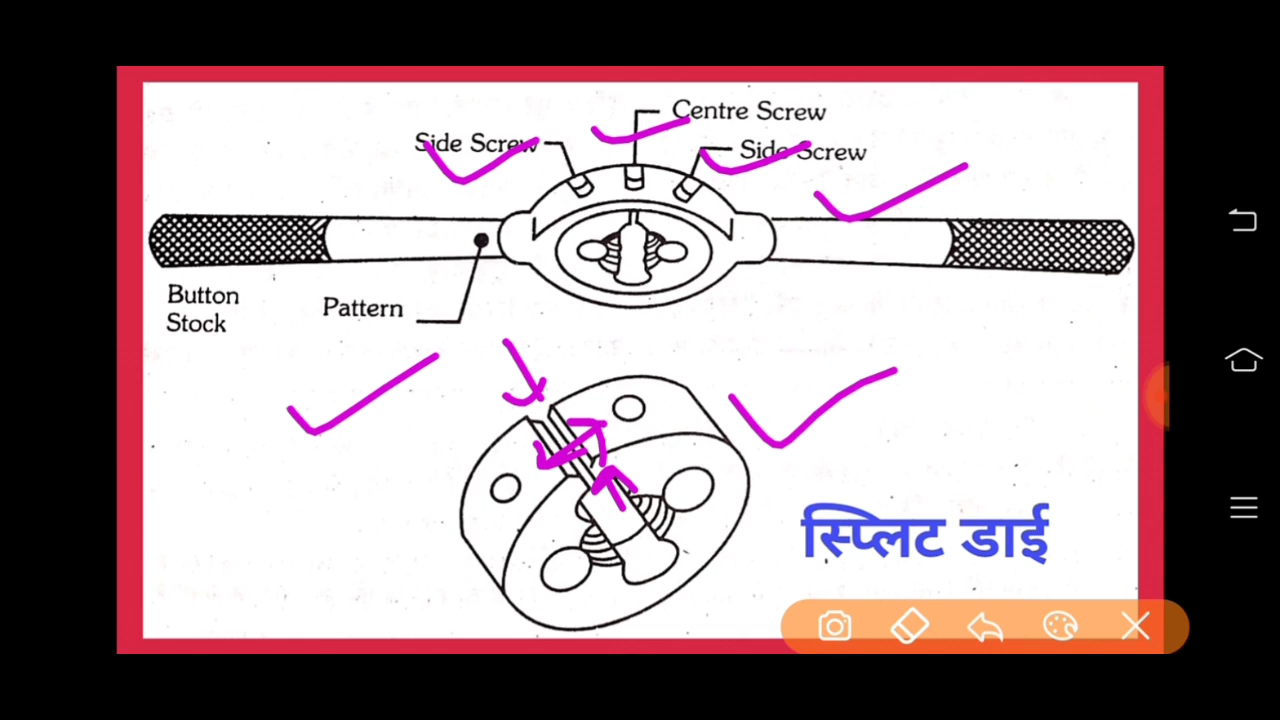 Centre Screw
Side Screw
Side Screw
Button
Stock
Pattern
स्प्लिट डाई